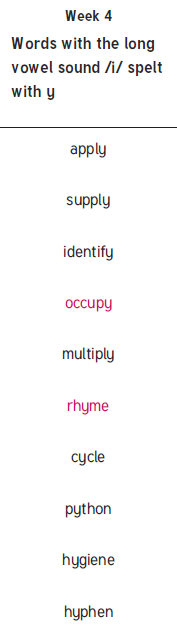 Week 4
Words with the long
vowel sound /i/ spelt
with y
apply
supply
identify
occupy
multiply
rhyme
cycle
python
hygiene
hyphen